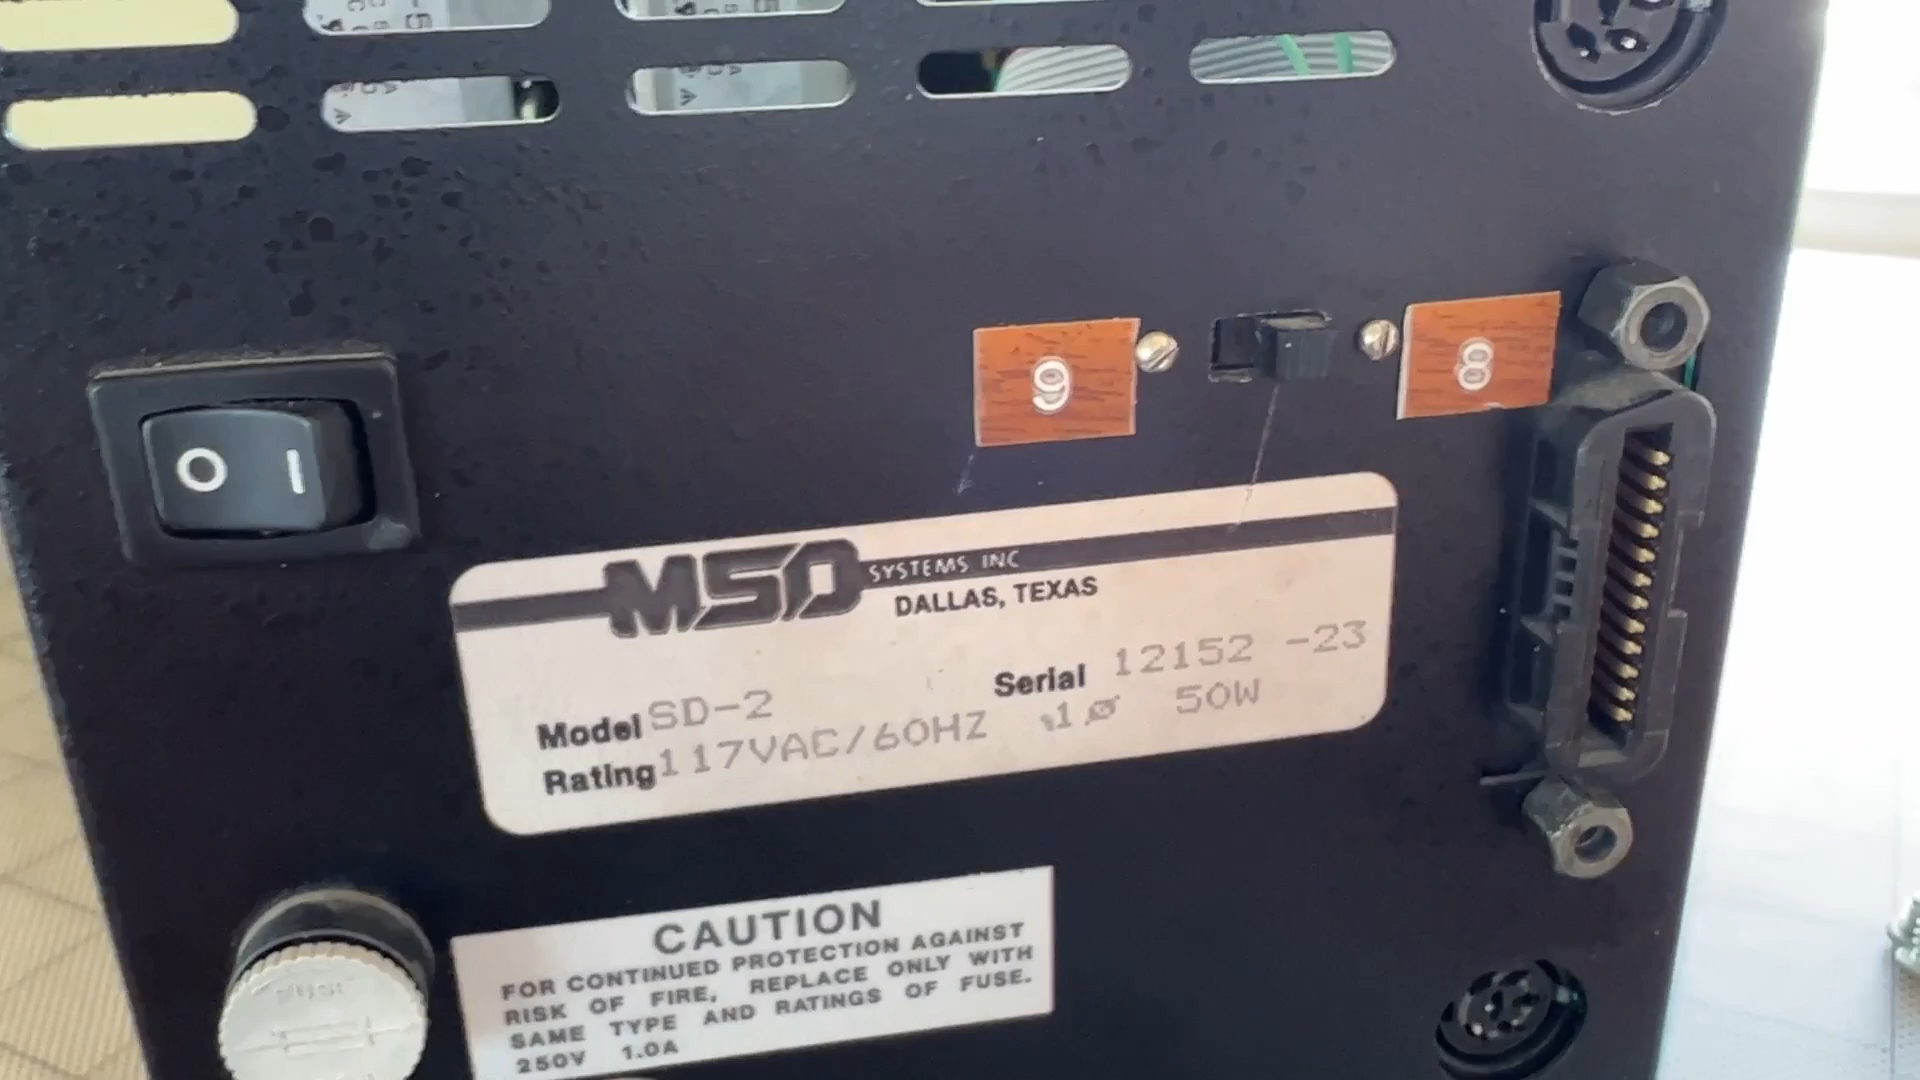 9
8
O I
MSD SYSTEMS INC
DALLAS, TEXAS
Model SD-2 Serial 12152 -23
Rating 117VAC/60HZ 1Ø 50W
CAUTION
FOR CONTINUED PROTECTION AGAINST
RISK OF FIRE, REPLACE ONLY WITH
SAME TYPE AND RATINGS OF FUSE.
250V 1.0A